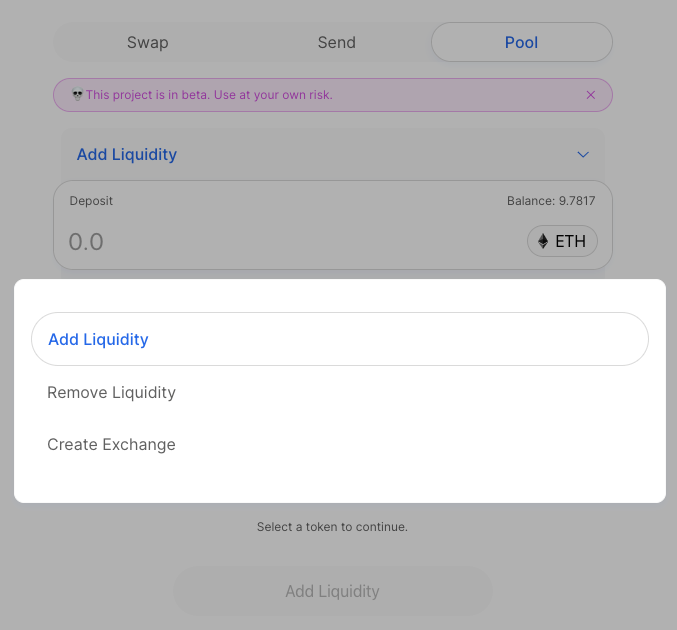 Swap Send Pool
💀This project is in beta. Use at your own risk.
Add Liquidity
Deposit Balance: 9.7817
0.0 ETH
Add Liquidity
Remove Liquidity
Create Exchange
Select a token to continue.
Add Liquidity